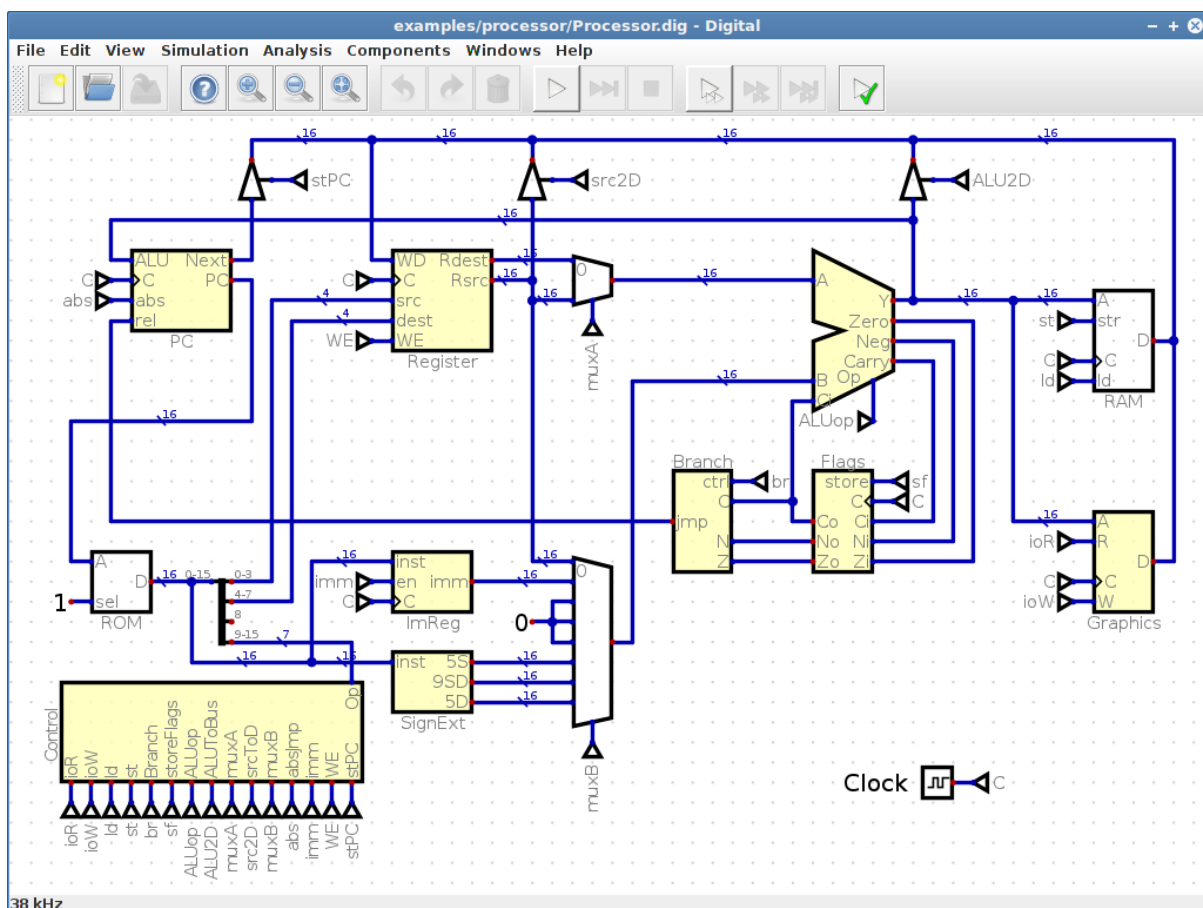 examples/processor/Processor.dig - Digital
File Edit View Simulation Analysis Components Windows Help
16 16 16 16
stPC src2D ALU2D
16
ALU Next
C C PC
abs abs
rel
PC
WD Rdest 16
C C Rsrc 16
4 src
4 dest
WE WE
Register
0
16
muxA
16
A
Y 16 16
Zero
Neg
Carry
16 B Op
Ci
ALUop
A
st str
D
C C
ld ld
RAM
16
Branch
ctrl br
C
jmp
N
Z
Flags
store sf
C C
Co Ci
No Ni
Zo Zi
16 A
ioR R
D
C C
ioW W
Graphics
A
D 16 0-15
1 sel
ROM
0-3
4-7
8
9-15 7
16 inst
imm en imm 16
C C
ImReg
16
0
0
16 16 inst 5S 16
9SD 16
5D 16
SignExt
muxB
Control
Op
ioR ioW ld st Branch storeFlags ALUop ALUToBus muxA srcToD muxB absJmp imm WE stPC
ioR ioW ld st br sf ALUop ALU2D muxA src2D muxB abs imm WE stPC
Clock C
38 kHz